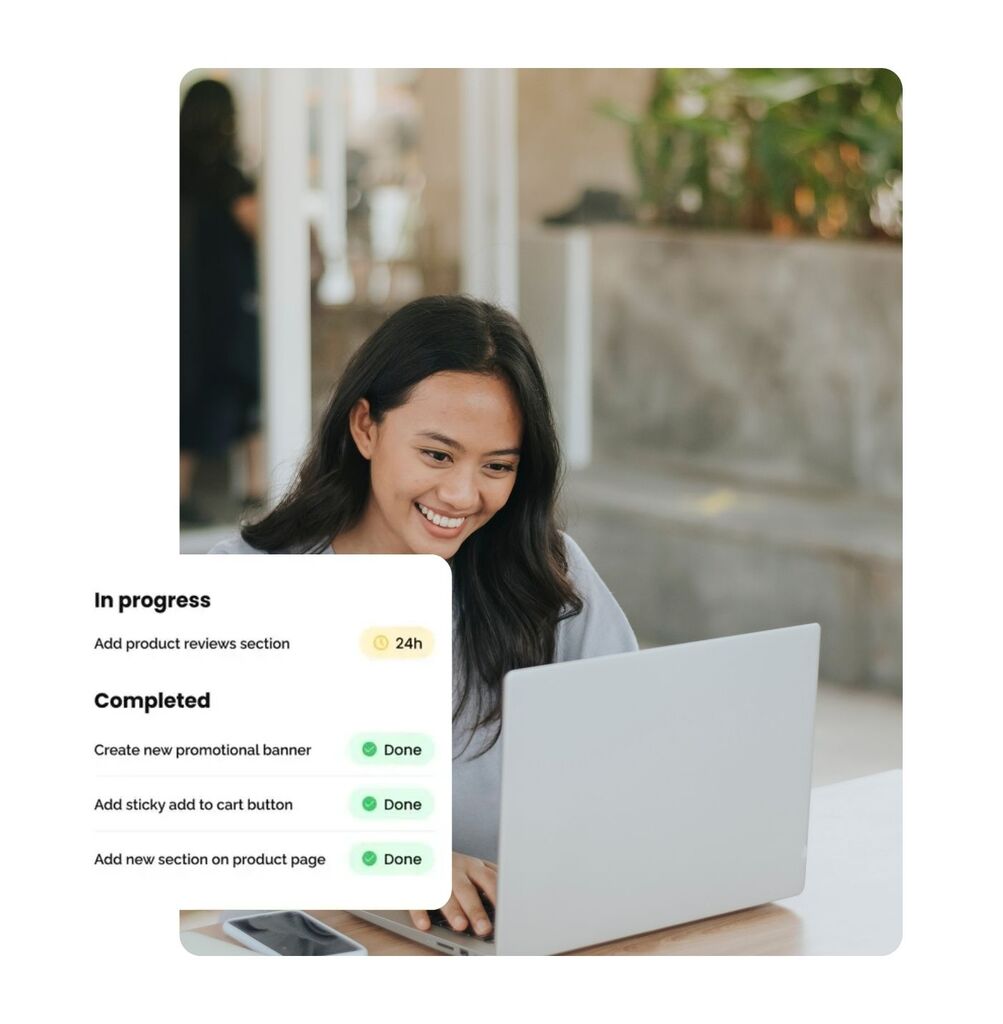 In progress
Add product reviews section 24h
Completed
Create new promotional banner Done
Add sticky add to cart button Done
Add new section on product page Done